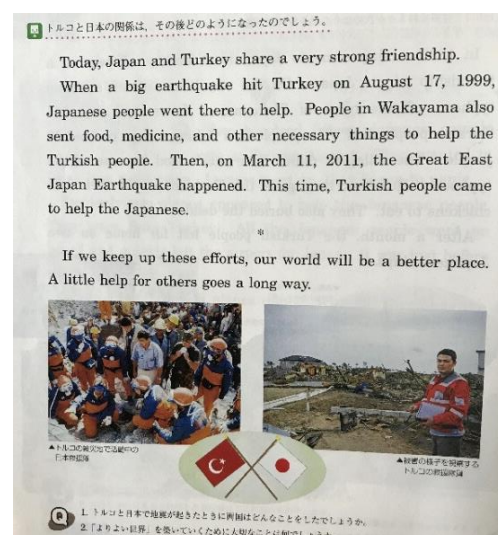 トルコと日本の関係は，その後どのようになったのでしょう。
Today, Japan and Turkey share a very strong friendship.
When a big earthquake hit Turkey on August 17, 1999,
Japanese people went there to help. People in Wakayama also
sent food, medicine, and other necessary things to help the
Turkish people. Then, on March 11, 2011, the Great East
Japan Earthquake happened. This time, Turkish people came
to help the Japanese.
*
If we keep up these efforts, our world will be a better place.
A little help for others goes a long way.
▲トルコの被災地で活動中の
日本救援隊
▲被害の様子を視察する
トルコの救援隊員
1. トルコと日本で地震が起きたときに両国はどんなことをしたでしょうか。
2.「よりよい世界」を築いていくために大切なことは何でしょうか